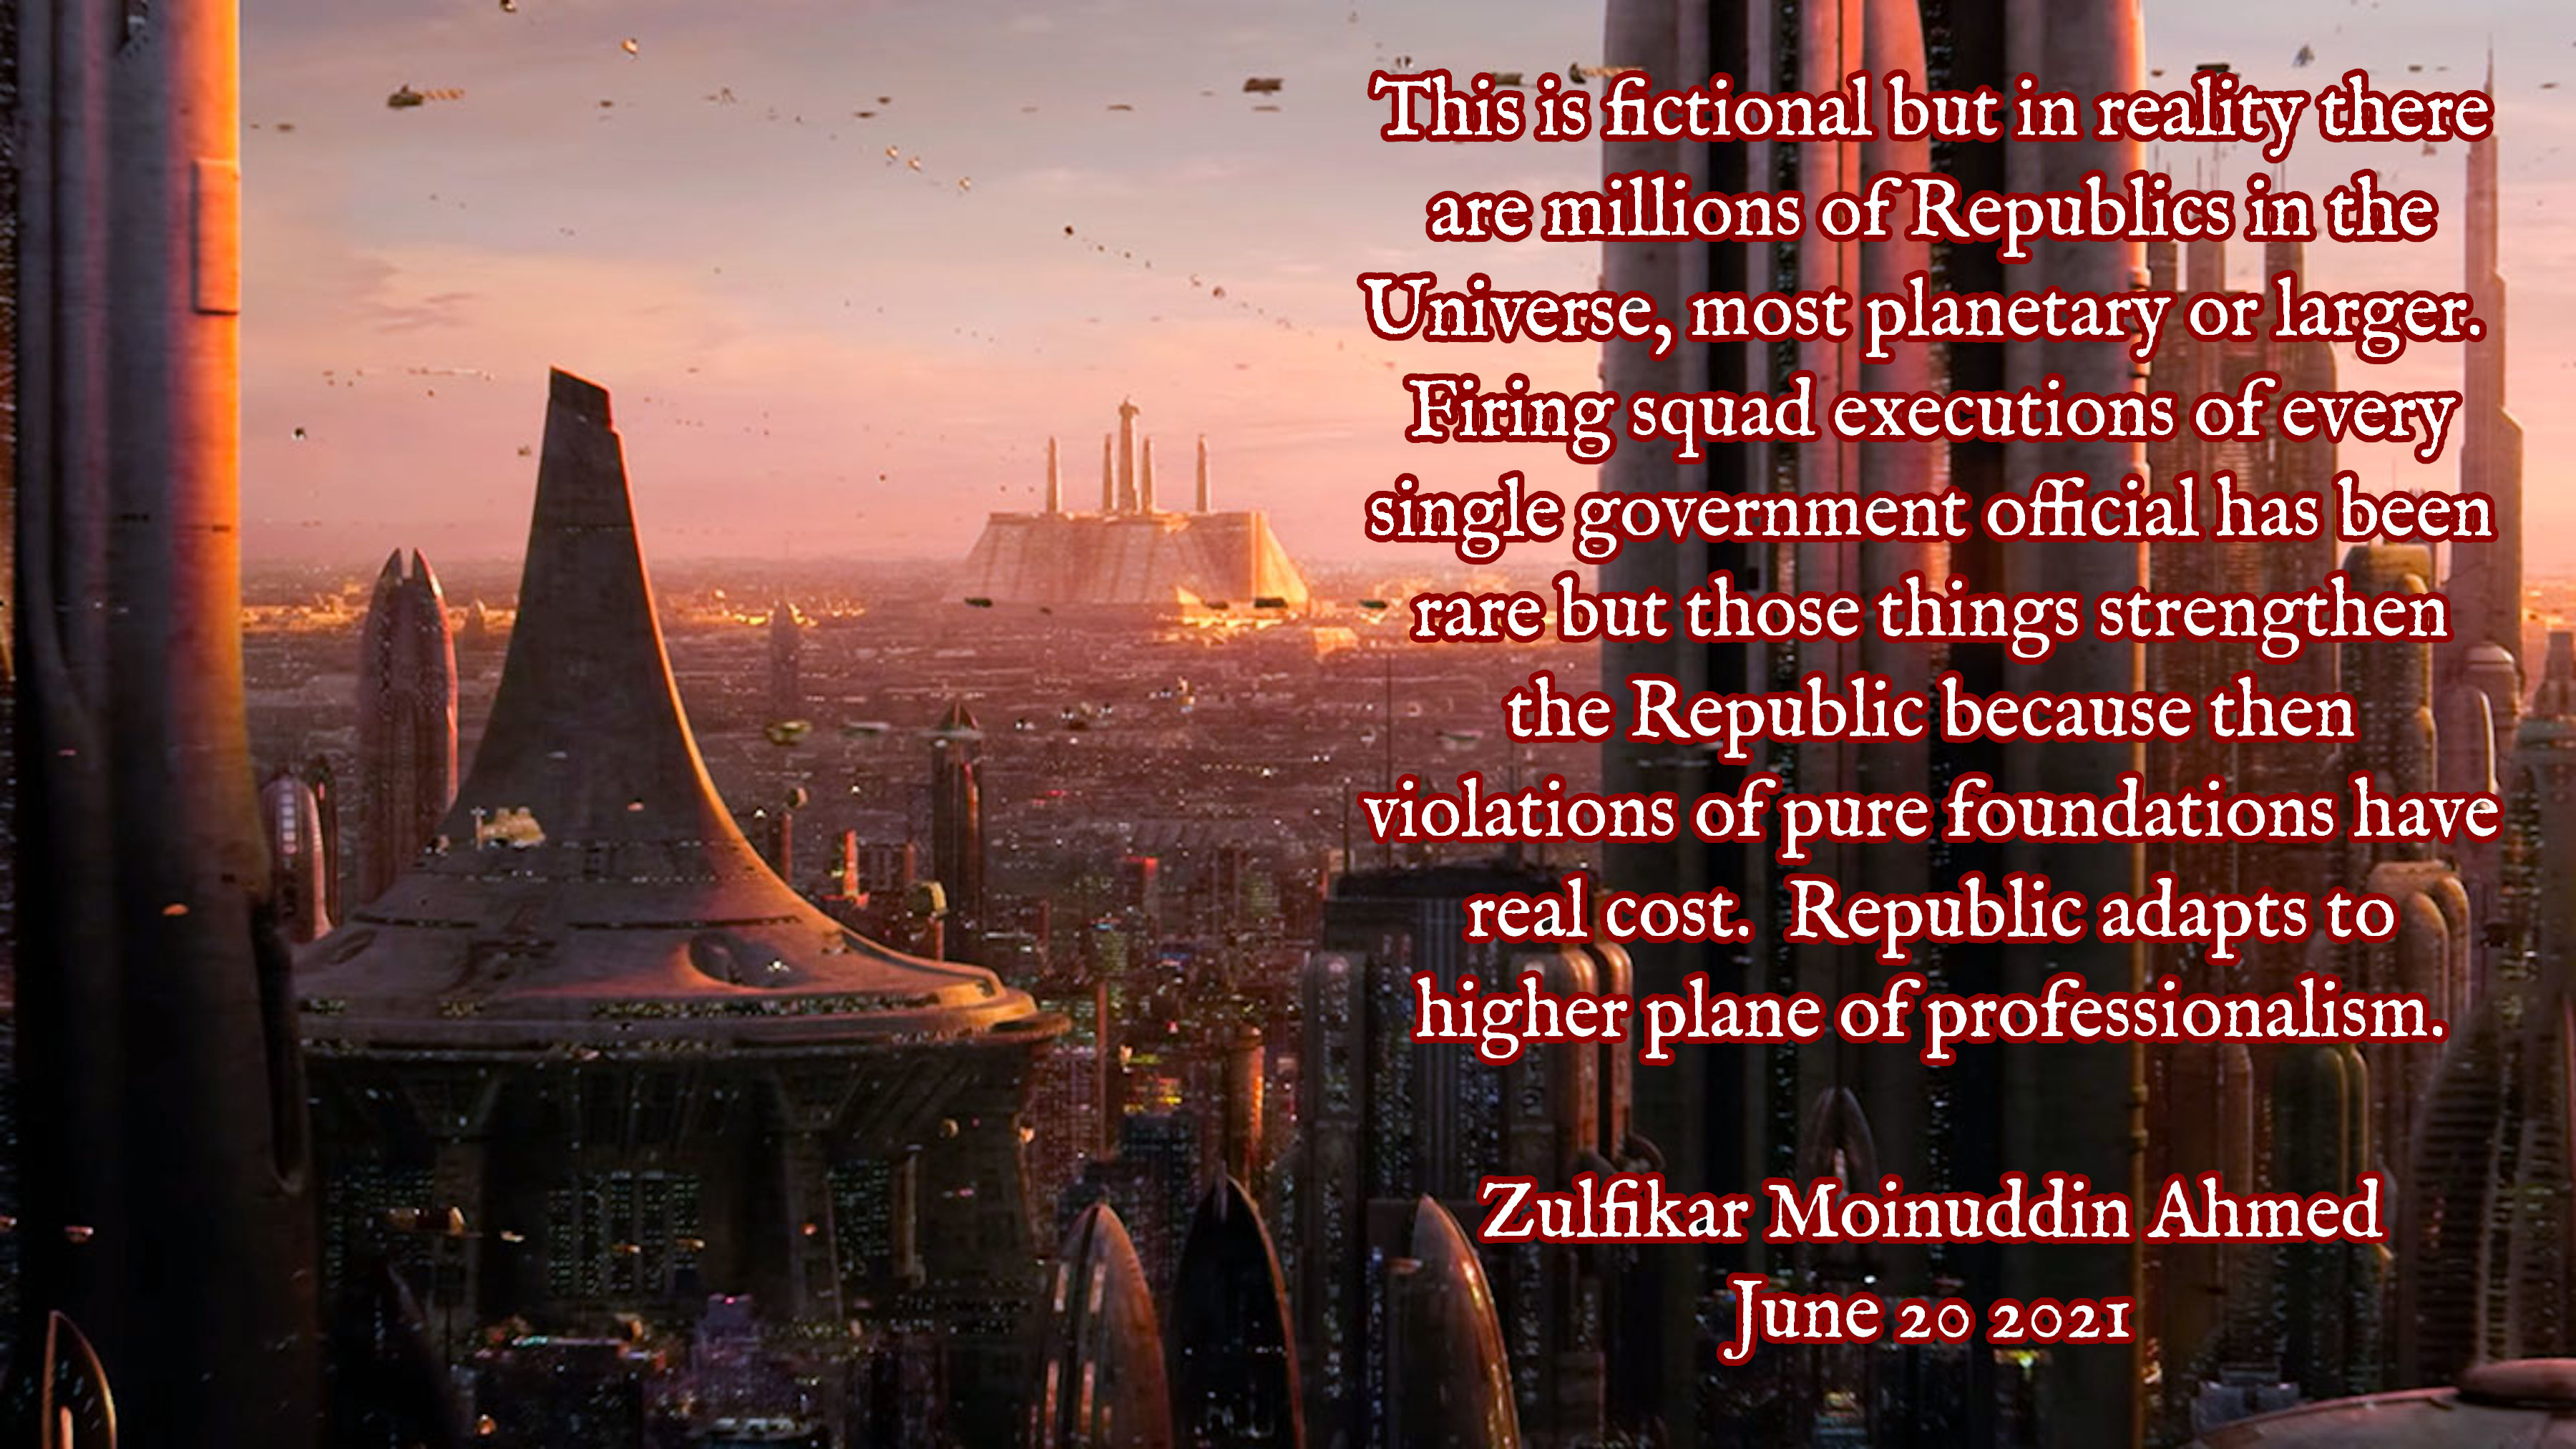 This is fictional but in reality there
are millions of Republics in the
Universe, most planetary or larger.
Firing squad executions of every
single government official has been
rare but those things strengthen
the Republic because then
violations of pure foundations have
real cost.  Republic adapts to
higher plane of professionalism.
Zulfikar Moinuddin Ahmed
June 20 2021